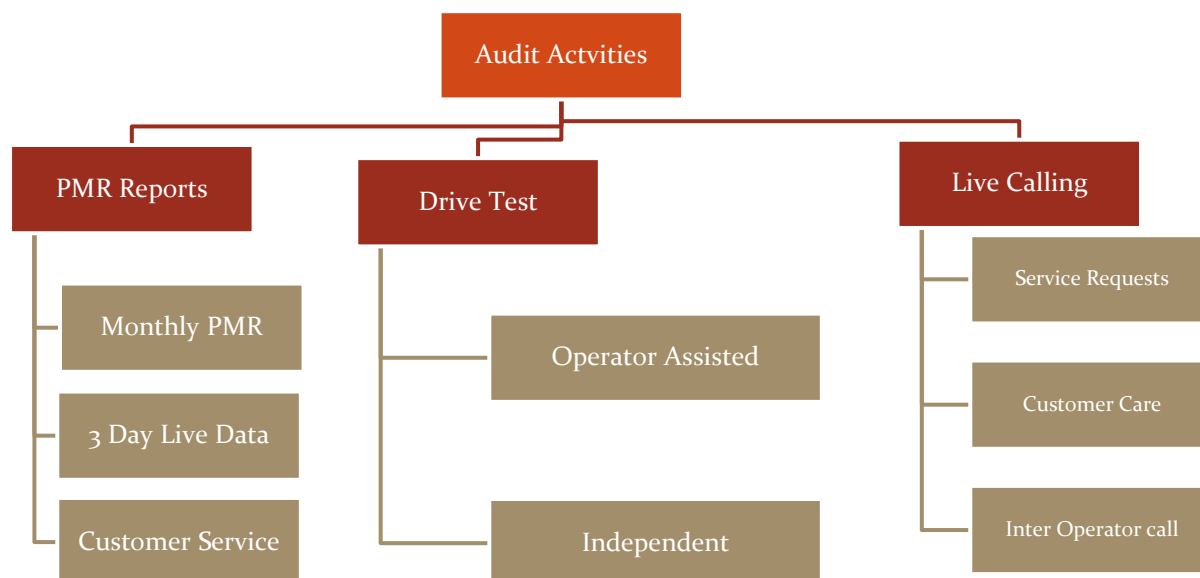 Audit Actvities
PMR Reports
Monthly PMR
3 Day Live Data
Customer Service
Drive Test
Operator Assisted
Independent
Live Calling
Service Requests
Customer Care
Inter Operator call